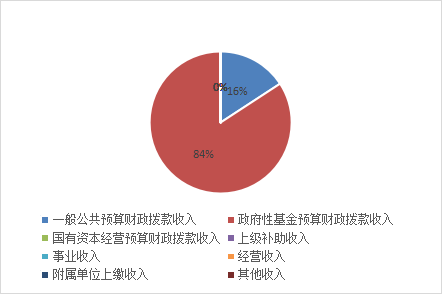 0%
16%
84%
一般公共预算财政拨款收入 政府性基金预算财政拨款收入
国有资本经营预算财政拨款收入 上级补助收入
事业收入 经营收入
附属单位上缴收入 其他收入